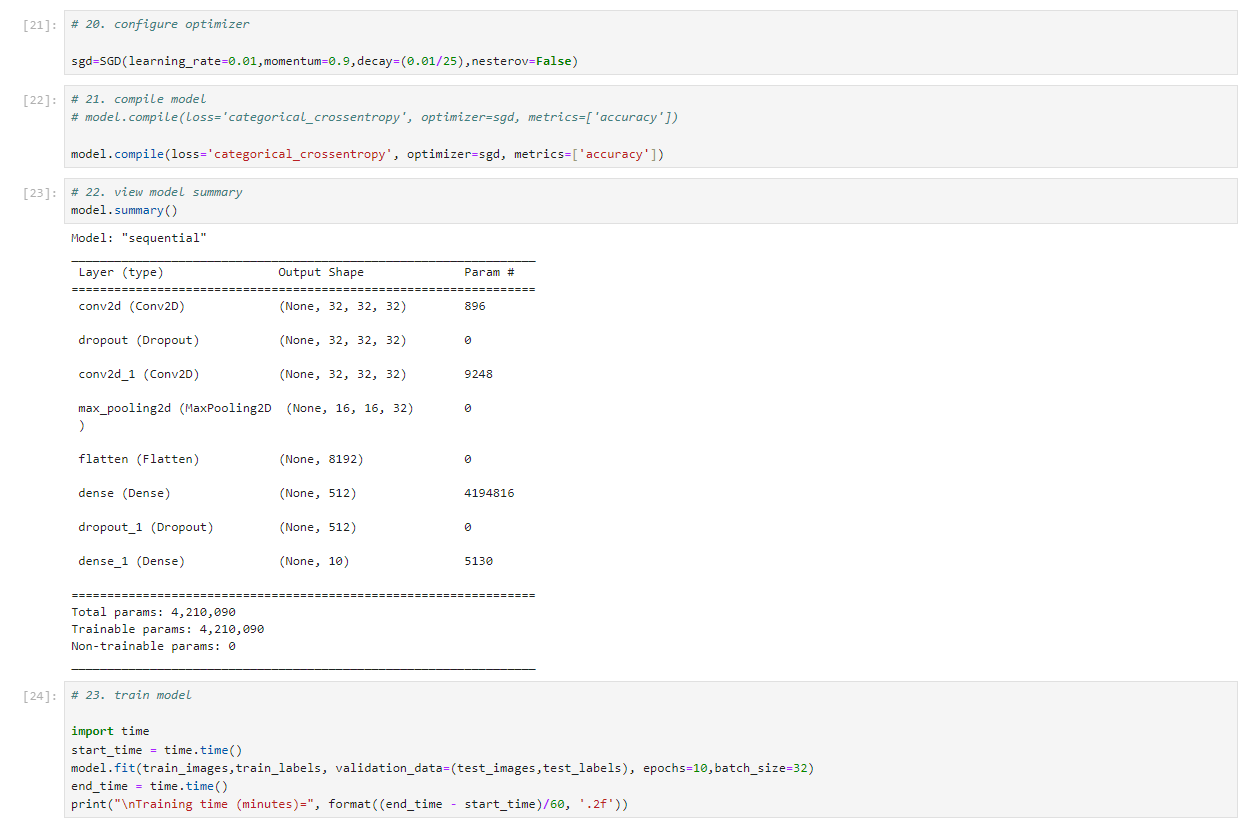 [21]: # 20. configure optimizer
sgd=SGD(learning_rate=0.01,momentum=0.9,decay=(0.01/25),nesterov=False)
[22]: # 21. compile model
# model.compile(loss='categorical_crossentropy', optimizer=sgd, metrics=['accuracy'])
model.compile(loss='categorical_crossentropy', optimizer=sgd, metrics=['accuracy'])
[23]: # 22. view model summary
model.summary()
Model: "sequential"
_________________________________________________________________
Layer (type) Output Shape Param #
=================================================================
conv2d (Conv2D) (None, 32, 32, 32) 896
dropout (Dropout) (None, 32, 32, 32) 0
conv2d_1 (Conv2D) (None, 32, 32, 32) 9248
max_pooling2d (MaxPooling2D (None, 16, 16, 32) 0
)
flatten (Flatten) (None, 8192) 0
dense (Dense) (None, 512) 4194816
dropout_1 (Dropout) (None, 512) 0
dense_1 (Dense) (None, 10) 5130
=================================================================
Total params: 4,210,090
Trainable params: 4,210,090
Non-trainable params: 0
_________________________________________________________________
[24]: # 23. train model
import time
start_time = time.time()
model.fit(train_images,train_labels, validation_data=(test_images,test_labels), epochs=10,batch_size=32)
end_time = time.time()
print("\nTraining time (minutes)=", format((end_time - start_time)/60, '.2f'))